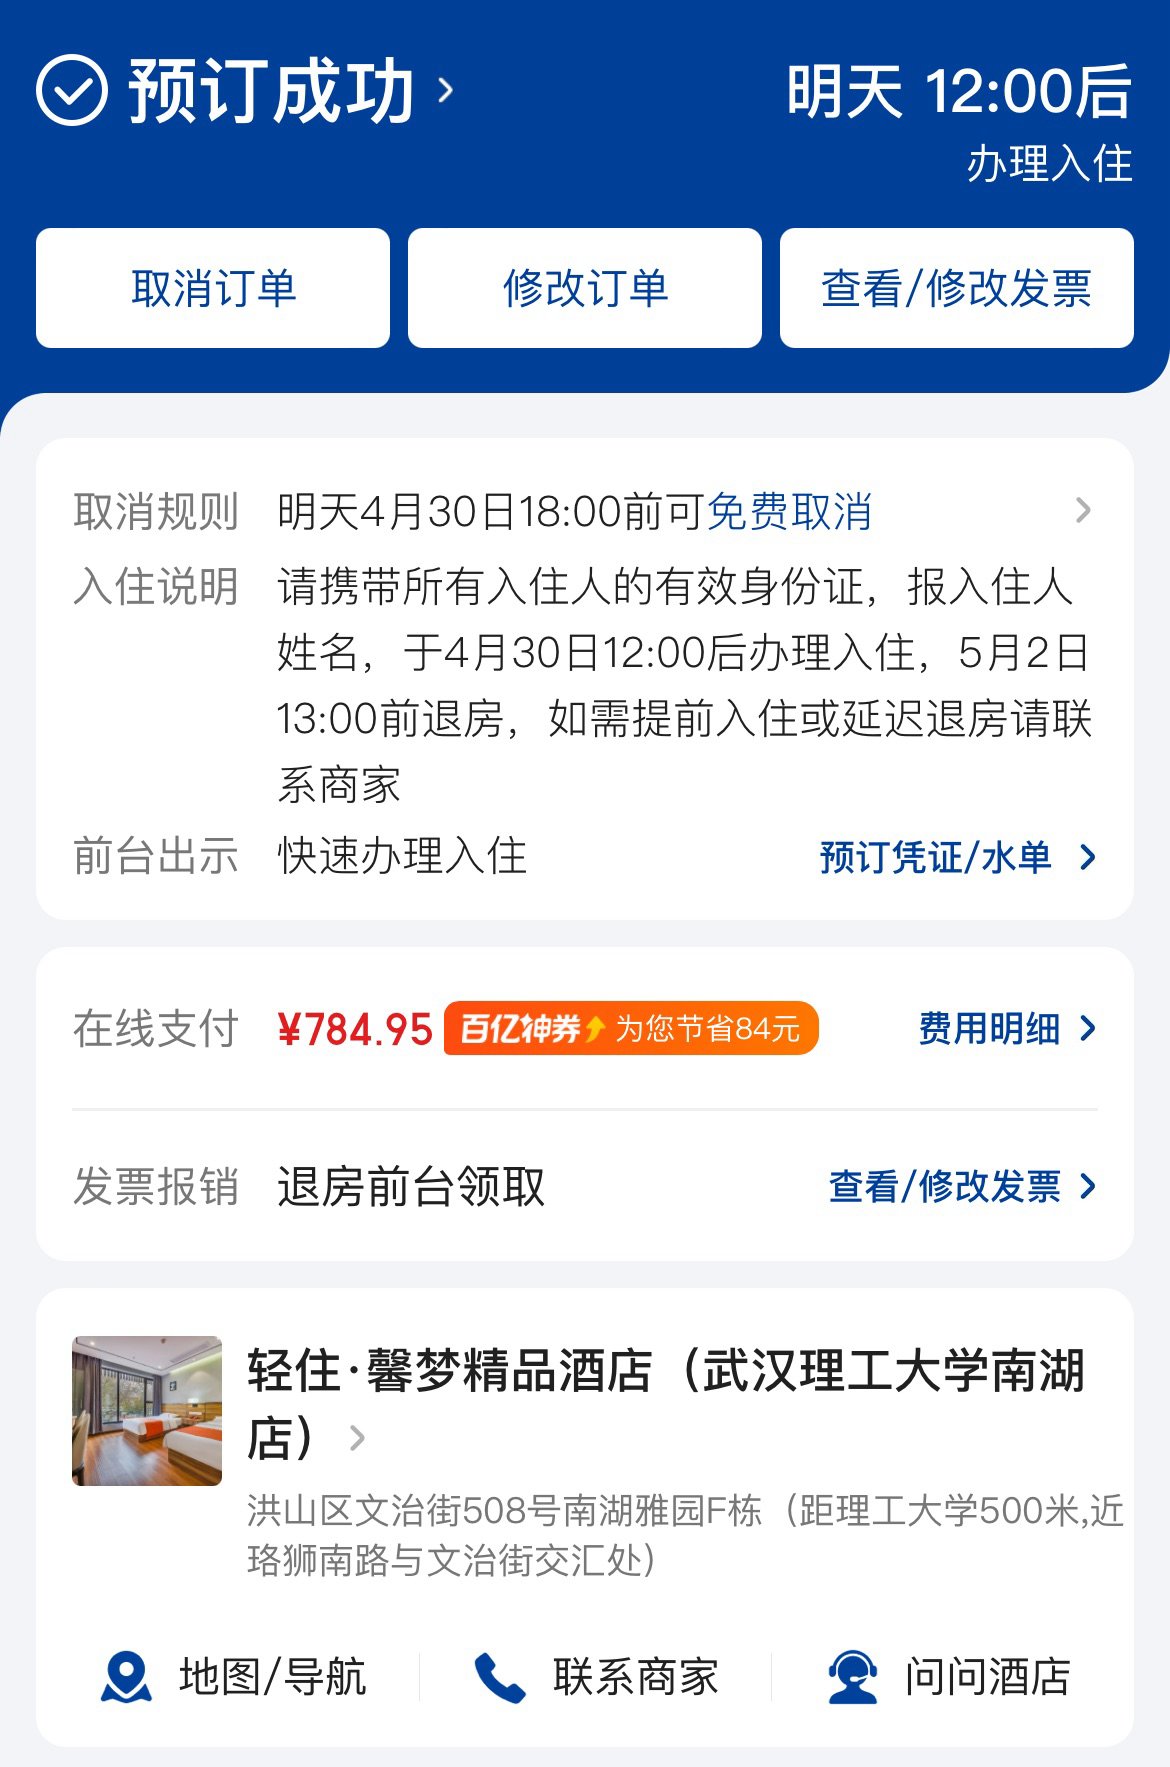 预订成功
明天 12:00后
办理入住
取消订单
修改订单
查看/修改发票
取消规则 明天4月30日18:00前可免费取消
入住说明 请携带所有入住人的有效身份证，报入住人
姓名，于4月30日12:00后办理入住，5月2日
13:00前退房，如需提前入住或延迟退房请联
系商家
前台出示 快速办理入住 预订凭证/水单
在线支付 ¥784.95 百亿神券 为您节省84元 费用明细
发票报销 退房前台领取 查看/修改发票
轻住·馨梦精品酒店（武汉理工大学南湖
店）
洪山区文治街508号南湖雅园F栋（距理工大学500米,近
珞狮南路与文治街交汇处）
地图/导航
联系商家
问问酒店